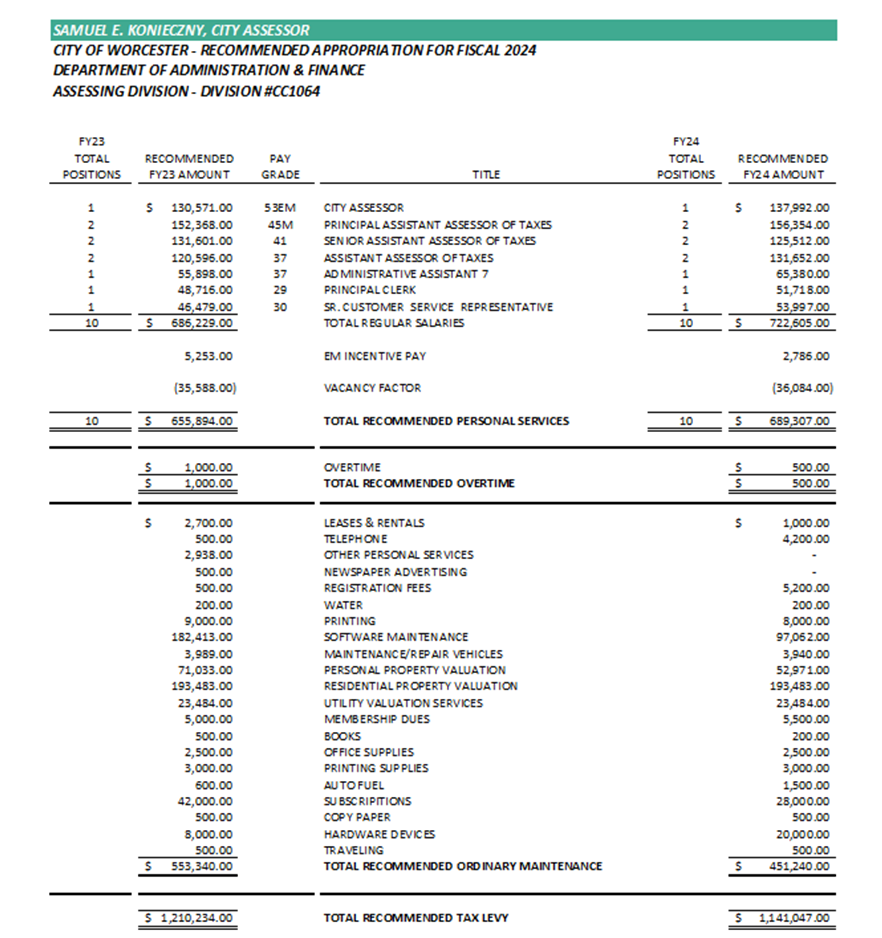 SAMUEL E. KONIECZNY, CITY ASSESSOR
CITY OF WORCESTER - RECOMMENDED APPROPRIATION FOR FISCAL 2024
DEPARTMENT OF ADMINISTRATION & FINANCE
ASSESSING DIVISION - DIVISION #CC1064
FY23 FY24
TOTAL RECOMMENDED PAY TOTAL RECOMMENDED
POSITIONS FY23 AMOUNT GRADE TITLE POSITIONS FY24 AMOUNT
1 $ 130,571.00 53EM CITY ASSESSOR 1 $ 137,992.00
2 152,368.00 45M PRINCIPAL ASSISTANT ASSESSOR OF TAXES 2 156,354.00
2 131,601.00 41 SENIOR ASSISTANT ASSESSOR OF TAXES 2 125,512.00
2 120,596.00 37 ASSISTANT ASSESSOR OF TAXES 2 131,652.00
1 55,898.00 37 ADMINISTRATIVE ASSISTANT 7 1 65,380.00
1 48,716.00 29 PRINCIPAL CLERK 1 51,718.00
1 46,479.00 30 SR. CUSTOMER SERVICE REPRESENTATIVE 1 53,997.00
10 $ 686,229.00 TOTAL REGULAR SALARIES 10 $ 722,605.00
5,253.00 EM INCENTIVE PAY 2,786.00
(35,588.00) VACANCY FACTOR (36,084.00)
10 $ 655,894.00 TOTAL RECOMMENDED PERSONAL SERVICES 10 $ 689,307.00
$ 1,000.00 OVERTIME $ 500.00
$ 1,000.00 TOTAL RECOMMENDED OVERTIME $ 500.00
$ 2,700.00 LEASES & RENTALS $ 1,000.00
500.00 TELEPHONE 4,200.00
2,938.00 OTHER PERSONAL SERVICES -
500.00 NEWSPAPER ADVERTISING -
500.00 REGISTRATION FEES 5,200.00
200.00 WATER 200.00
9,000.00 PRINTING 8,000.00
182,413.00 SOFTWARE MAINTENANCE 97,062.00
3,989.00 MAINTENANCE/REPAIR VEHICLES 3,940.00
71,033.00 PERSONAL PROPERTY VALUATION 52,971.00
193,483.00 RESIDENTIAL PROPERTY VALUATION 193,483.00
23,484.00 UTILITY VALUATION SERVICES 23,484.00
5,000.00 MEMBERSHIP DUES 5,500.00
500.00 BOOKS 200.00
2,500.00 OFFICE SUPPLIES 2,500.00
3,000.00 PRINTING SUPPLIES 3,000.00
600.00 AUTO FUEL 1,500.00
42,000.00 SUBSCRIPITIONS 28,000.00
500.00 COPY PAPER 500.00
8,000.00 HARDWARE DEVICES 20,000.00
500.00 TRAVELING 500.00
$ 553,340.00 TOTAL RECOMMENDED ORDINARY MAINTENANCE $ 451,240.00
$ 1,210,234.00 TOTAL RECOMMENDED TAX LEVY $ 1,141,047.00